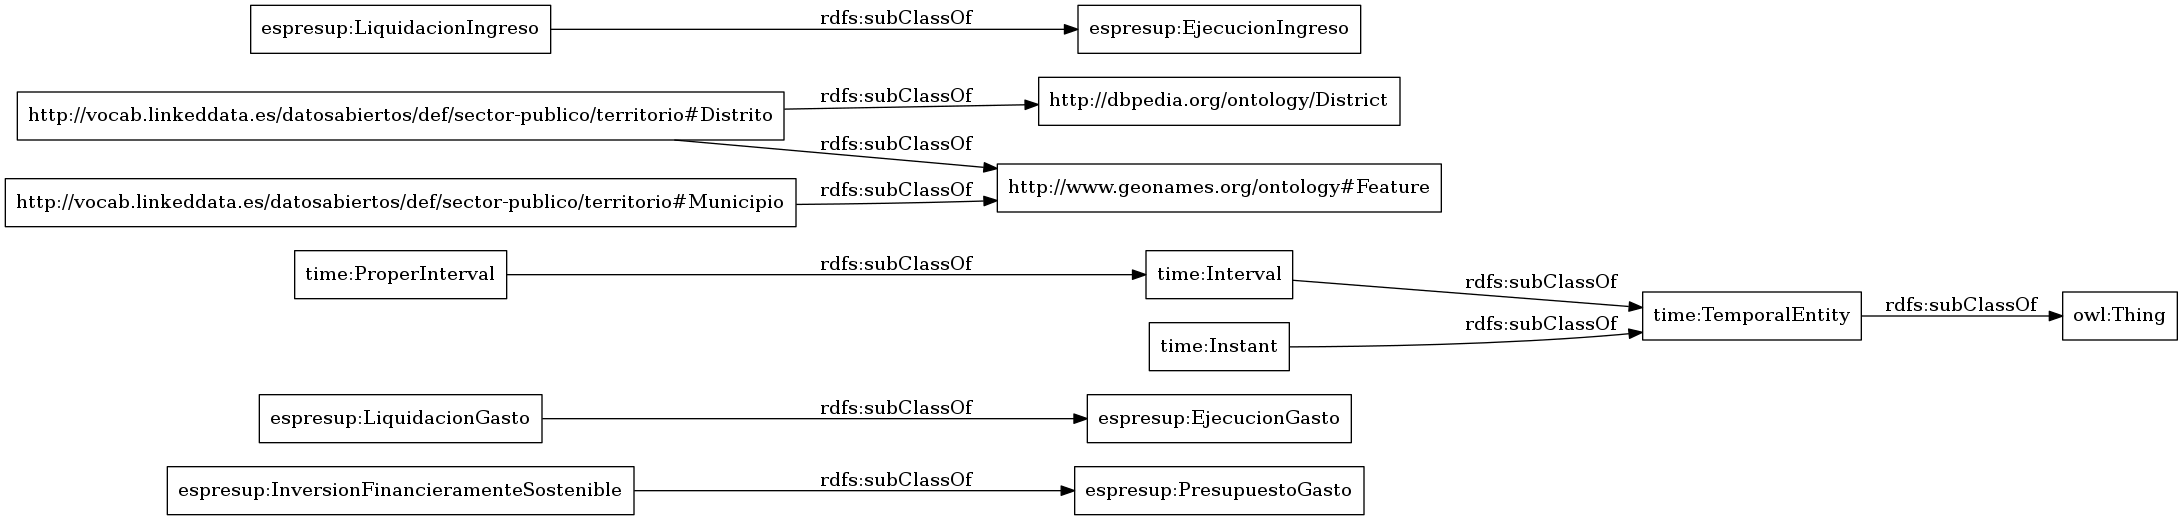 espresup:LiquidacionIngreso
rdfs:subClassOf
espresup:EjecucionIngreso
http://vocab.linkeddata.es/datosabiertos/def/sector-publico/territorio#Distrito
rdfs:subClassOf
http://dbpedia.org/ontology/District
rdfs:subClassOf
http://www.geonames.org/ontology#Feature
http://vocab.linkeddata.es/datosabiertos/def/sector-publico/territorio#Municipio
rdfs:subClassOf
time:ProperInterval
rdfs:subClassOf
time:Interval
rdfs:subClassOf
time:TemporalEntity
rdfs:subClassOf
owl:Thing
time:Instant
rdfs:subClassOf
espresup:LiquidacionGasto
rdfs:subClassOf
espresup:EjecucionGasto
espresup:InversionFinancieramenteSostenible
rdfs:subClassOf
espresup:PresupuestoGasto